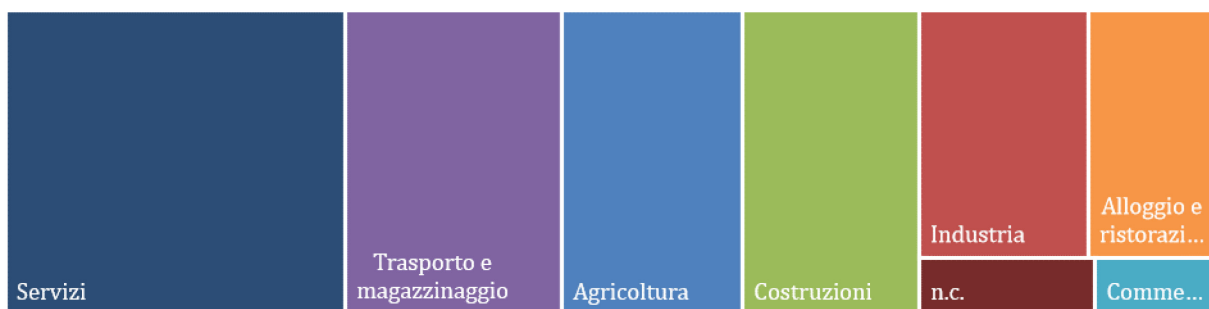 Servizi
Trasporto e
magazzinaggio
Agricoltura
Costruzioni
Industria
Alloggio e
ristorazi...
n.c.
Comme...